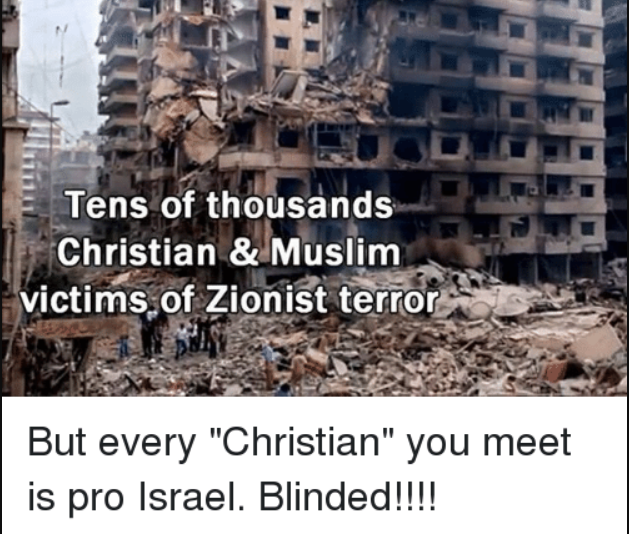 Tens of thousands
Christian & Muslim
victims of Zionist terror
But every "Christian" you meet
is pro Israel. Blinded!!!!